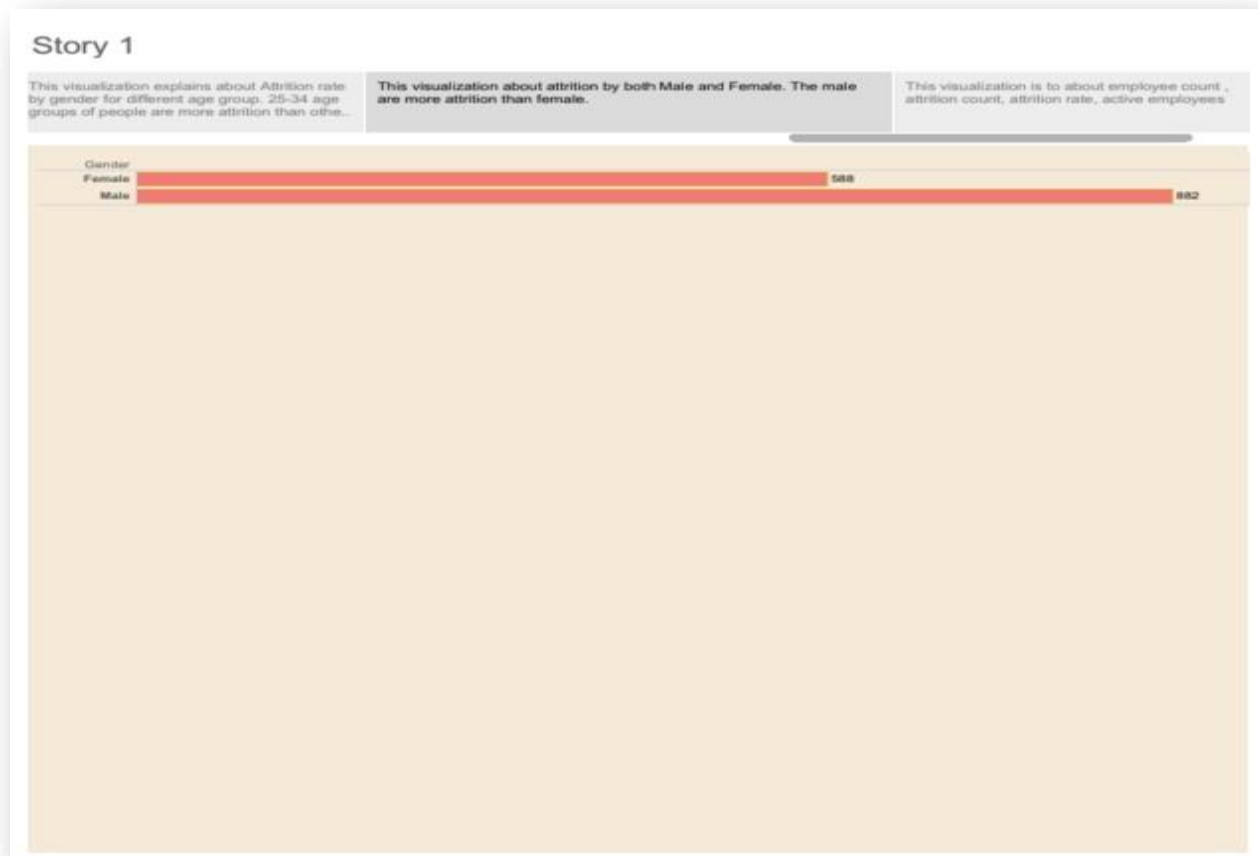 Story 1
This visualization explains about Attrition rate
by gender for different age group. 25-34 age
groups of people are more attrition than othe..
This visualization about attrition by both Male and Female. The male
are more attrition than female.
This visualization is to about employee count ,
attrition count, attrition rate, active employees
Gender
Female 588
Male 882